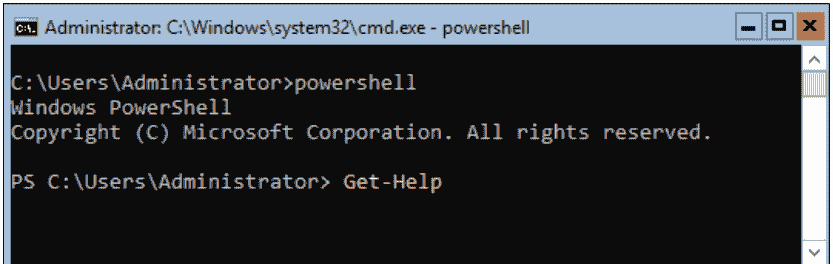 Administrator: C:\Windows\system32\cmd.exe - powershell
C:\Users\Administrator>powershell
Windows PowerShell
Copyright (C) Microsoft Corporation. All rights reserved.
PS C:\Users\Administrator> Get-Help